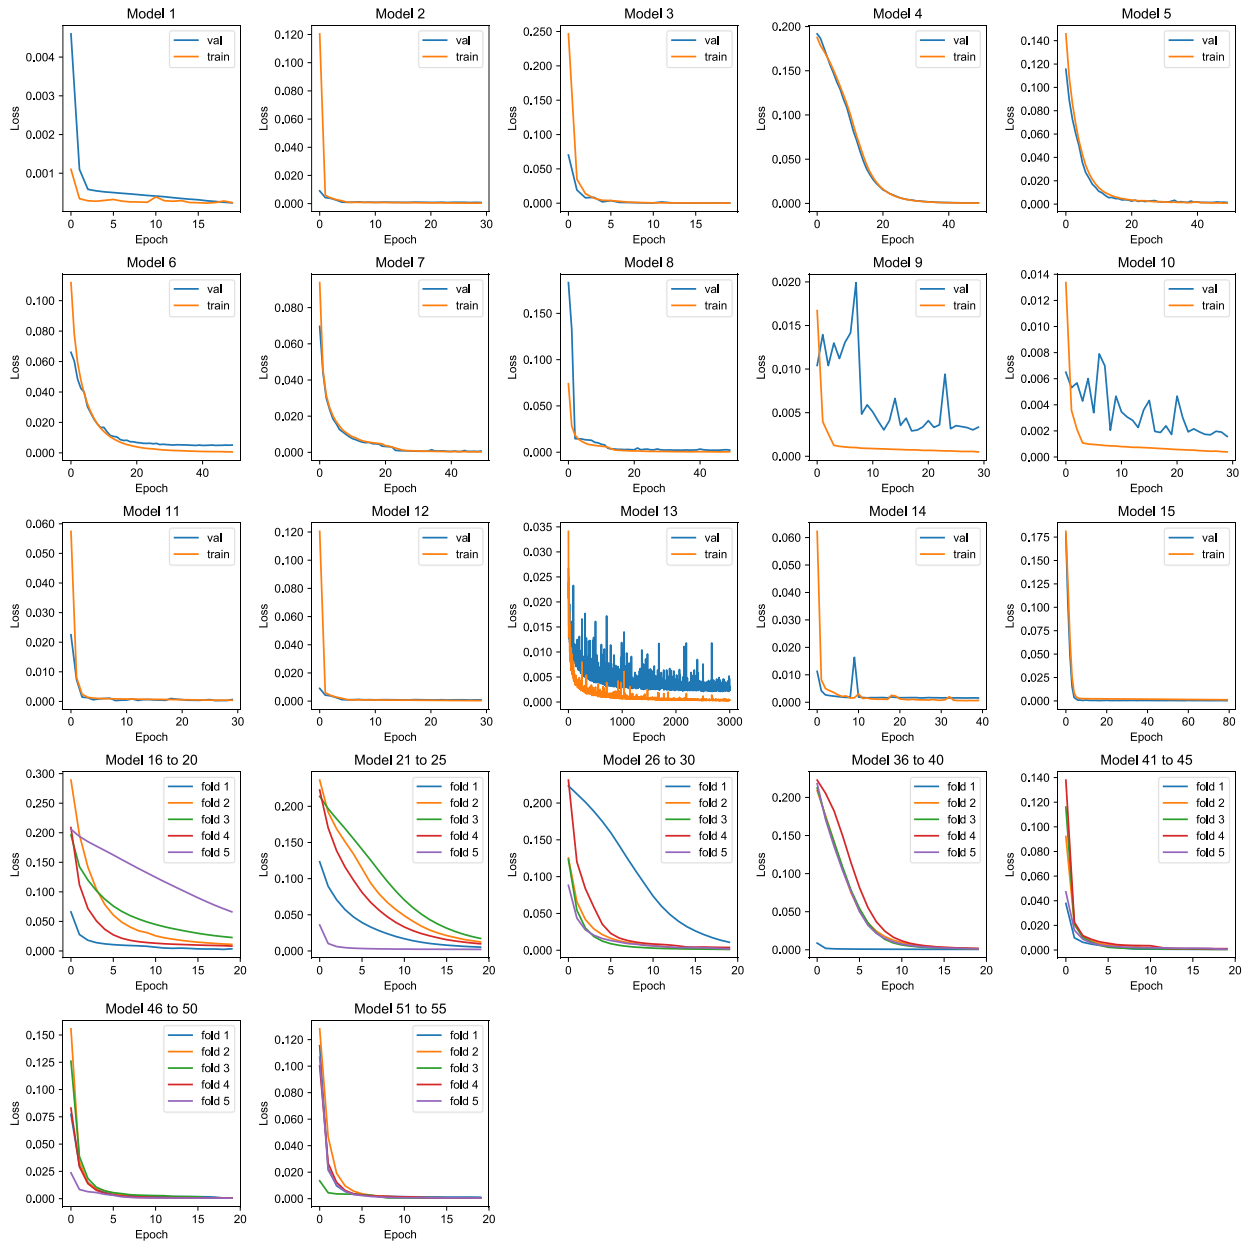 Model 1
Loss
0.004
0.003
0.002
0.001
val
train
0
5
10
15
Epoch
Model 2
Loss
0.120
0.100
0.080
0.060
0.040
0.020
0.000
val
train
0
10
20
30
Epoch
Model 3
Loss
0.250
0.200
0.150
0.100
0.050
0.000
val
train
0
5
10
15
Epoch
Model 4
Loss
0.200
0.150
0.100
0.050
0.000
val
train
0
20
40
Epoch
Model 5
Loss
0.140
0.120
0.100
0.080
0.060
0.040
0.020
0.000
val
train
0
20
40
Epoch
Model 6
Loss
0.100
0.080
0.060
0.040
0.020
0.000
val
train
0
20
40
Epoch
Model 7
Loss
0.080
0.060
0.040
0.020
0.000
val
train
0
20
40
Epoch
Model 8
Loss
0.150
0.100
0.050
0.000
val
train
0
20
40
Epoch
Model 9
Loss
0.020
0.015
0.010
0.005
0.000
val
train
0
10
20
30
Epoch
Model 10
Loss
0.014
0.012
0.010
0.008
0.006
0.004
0.002
0.000
val
train
0
10
20
30
Epoch
Model 11
Loss
0.060
0.050
0.040
0.030
0.020
0.010
0.000
val
train
0
10
20
30
Epoch
Model 12
Loss
0.120
0.100
0.080
0.060
0.040
0.020
0.000
val
train
0
10
20
30
Epoch
Model 13
Loss
0.035
0.030
0.025
0.020
0.015
0.010
0.005
0.000
val
train
0
1000
2000
3000
Epoch
Model 14
Loss
0.060
0.050
0.040
0.030
0.020
0.010
0.000
val
train
0
10
20
30
40
Epoch
Model 15
Loss
0.175
0.150
0.125
0.100
0.075
0.050
0.025
0.000
val
train
0
20
40
60
80
Epoch
Model 16 to 20
Loss
0.300
0.250
0.200
0.150
0.100
0.050
0.000
fold 1
fold 2
fold 3
fold 4
fold 5
0
5
10
15
20
Epoch
Model 21 to 25
Loss
0.200
0.150
0.100
0.050
0.000
fold 1
fold 2
fold 3
fold 4
fold 5
0
5
10
15
20
Epoch
Model 26 to 30
Loss
0.200
0.150
0.100
0.050
0.000
fold 1
fold 2
fold 3
fold 4
fold 5
0
5
10
15
20
Epoch
Model 36 to 40
Loss
0.200
0.150
0.100
0.050
0.000
fold 1
fold 2
fold 3
fold 4
fold 5
0
5
10
15
20
Epoch
Model 41 to 45
Loss
0.140
0.120
0.100
0.080
0.060
0.040
0.020
0.000
fold 1
fold 2
fold 3
fold 4
fold 5
0
5
10
15
20
Epoch
Model 46 to 50
Loss
0.150
0.125
0.100
0.075
0.050
0.025
0.000
fold 1
fold 2
fold 3
fold 4
fold 5
0
5
10
15
20
Epoch
Model 51 to 55
Loss
0.120
0.100
0.080
0.060
0.040
0.020
0.000
fold 1
fold 2
fold 3
fold 4
fold 5
0
5
10
15
20
Epoch